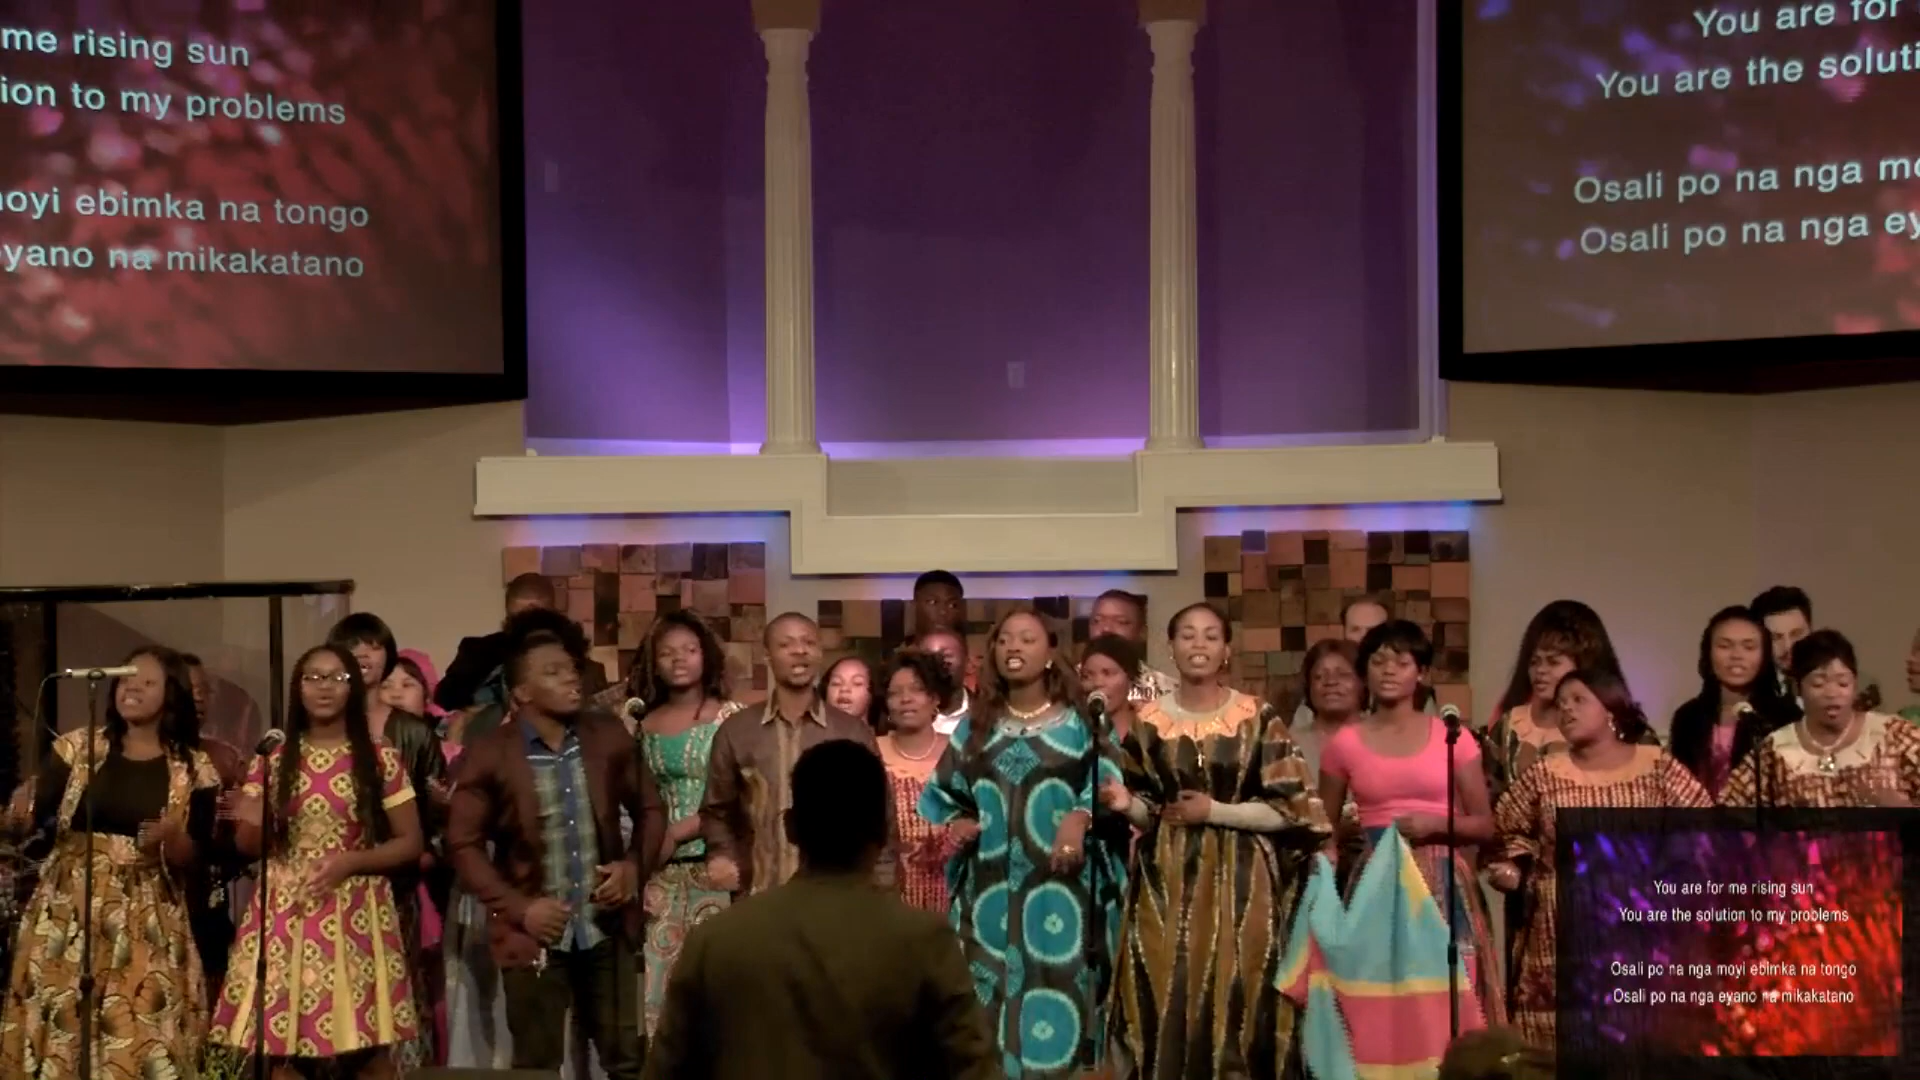 me rising sun
ion to my problems
oyi ebimka na tongo
yano na mikakatano
You are for
You are the soluti
Osali po na nga mo
Osali po na nga ey
You are for me rising sun
You are the solution to my problems
Osali po na nga moyi ebimka na tongo
Osali po na nga eyano na mikakatano